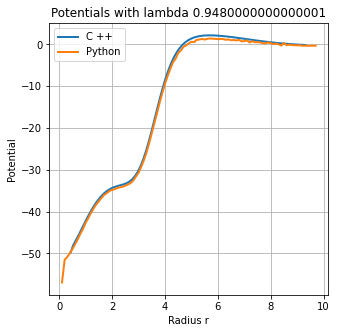 Potentials with lambda 0.9480000000000001
C ++
Python
Potential
0
−10
−20
−30
−40
−50
0 2 4 6 8 10
Radius r